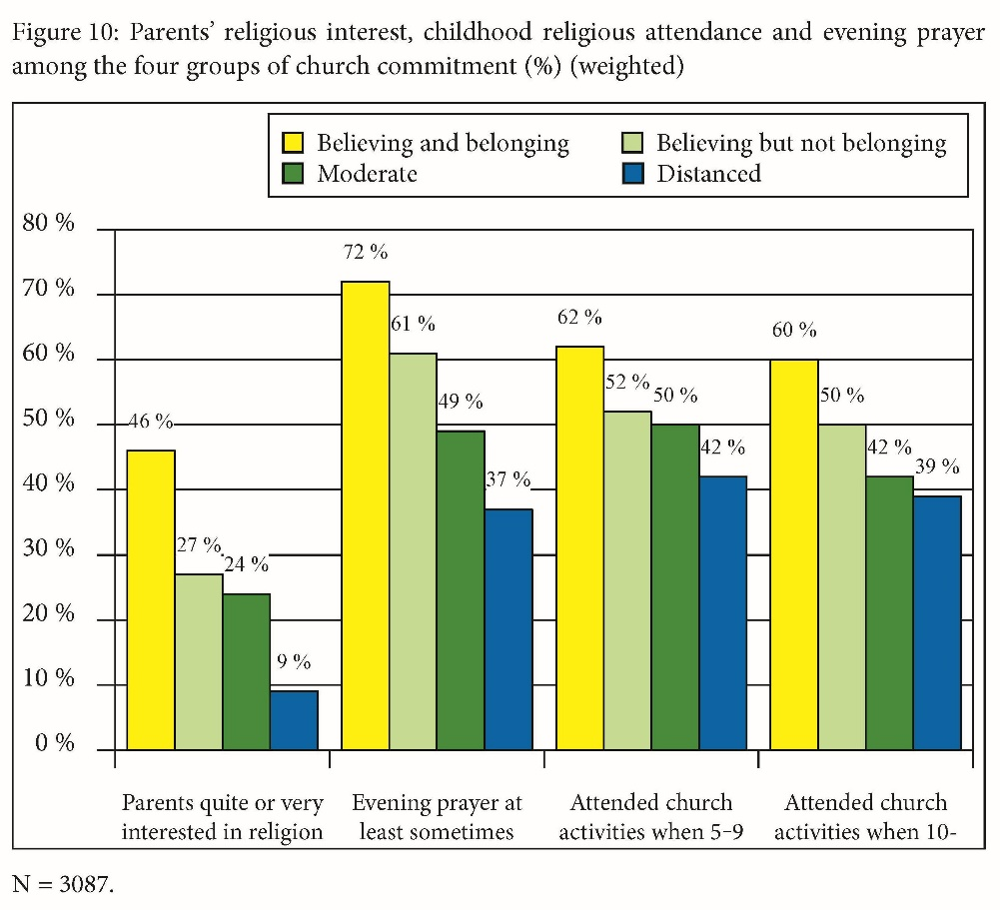 Figure 10: Parents' religious interest, childhood religious attendance and evening prayer
among the four groups of church commitment (%) (weighted)
Believing and belonging
Believing but not belonging
Moderate
Distanced
80 %
70 %
60 %
50 %
40 %
30 %
20 %
10 %
0 %
46 %
27 %
24 %
9 %
72 %
61 %
49 %
37 %
62 %
52 %
50 %
42 %
60 %
50 %
42 %
39 %
Parents quite or very
interested in religion
Evening prayer at
least sometimes
Attended church
activities when 5–9
Attended church
activities when 10-
N = 3087.